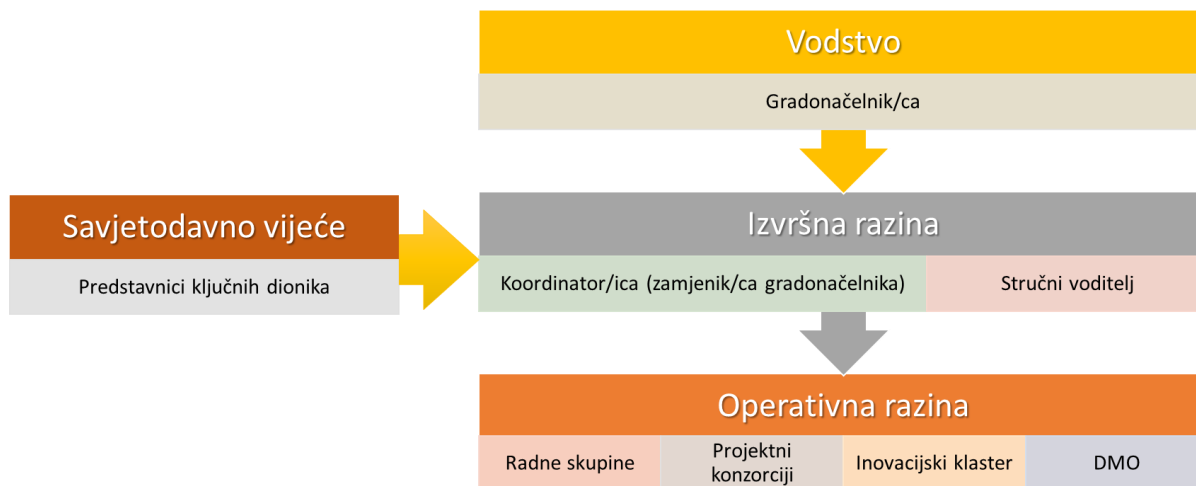 Vodstvo
Gradonačelnik/ca
Savjetodavno vijeće
Predstavnici ključnih dionika
Izvršna razina
Koordinator/ica (zamjenik/ca gradonačelnika)
Stručni voditelj
Operativna razina
Radne skupine
Projektni
konzorciji
Inovacijski klaster
DMO